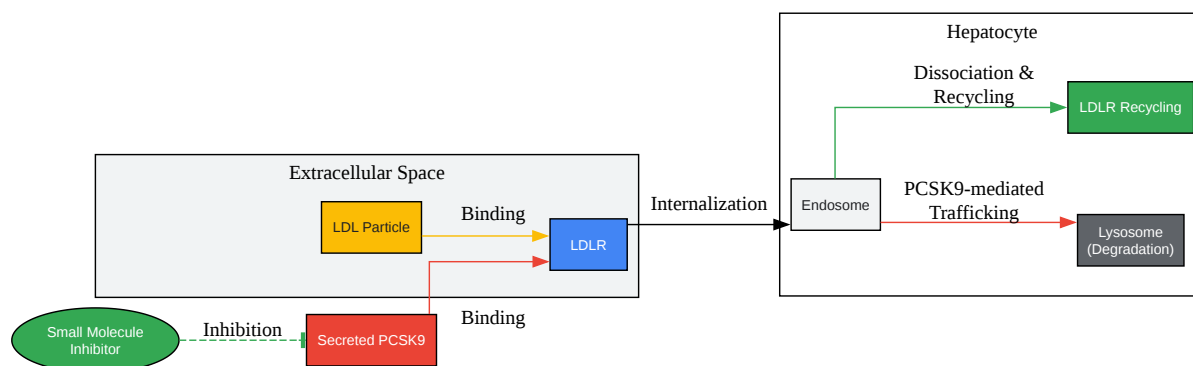 Hepatocyte
Dissociation &
Recycling
LDLR Recycling
Extracellular Space
LDL Particle
Binding
LDLR
Internalization
Endosome
PCSK9-mediated
Trafficking
Lysosome
(Degradation)
Small Molecule
Inhibitor
Inhibition
Secreted PCSK9
Binding